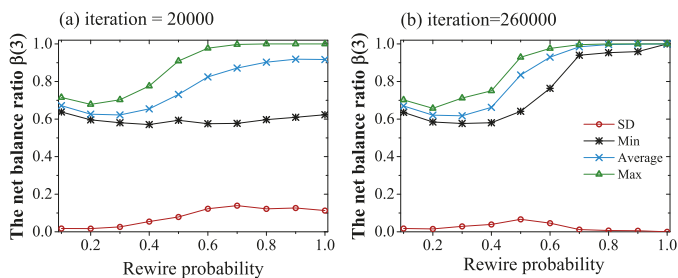 (a) iteration = 20000
(b) iteration=260000
The net balance ratio β(3)
1.0
0.8
0.6
0.4
0.2
0.0
0.2 0.4 0.6 0.8 1.0
Rewire probability
The net balance ratio β(3)
1.0
0.8
0.6
0.4
0.2
0.0
SD
Min
Average
Max
0.2 0.4 0.6 0.8 1.0
Rewire probability